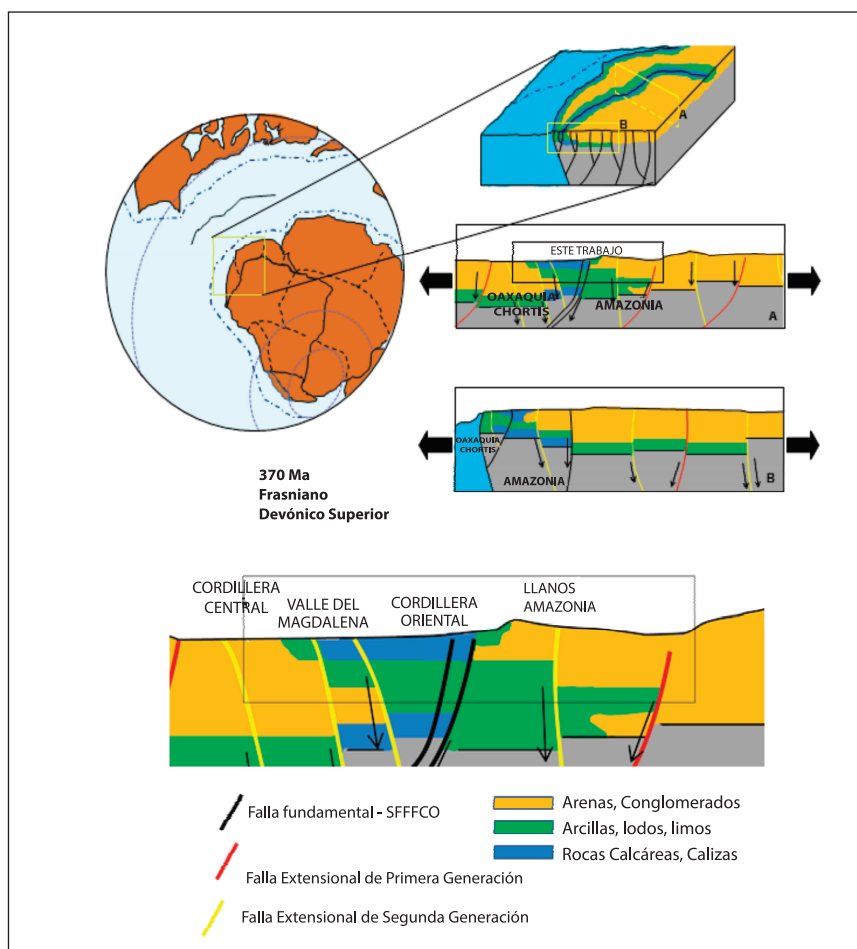 B
A
ESTE TRABAJO
OAXAQUIA
CHORTIS
AMAZONIA
A
OAXAQUIA
CHORTIS
AMAZONIA
B
370 Ma
Frasniano
Devónico Superior
CORDILLERA
CENTRAL
VALLE DEL
MAGDALENA
CORDILLERA
ORIENTAL
LLANOS
AMAZONIA
Falla fundamental - SFFFCO
Falla Extensional de Primera Generación
Falla Extensional de Segunda Generación
Arenas, Conglomerados
Arcillas, lodos, limos
Rocas Calcáreas, Calizas